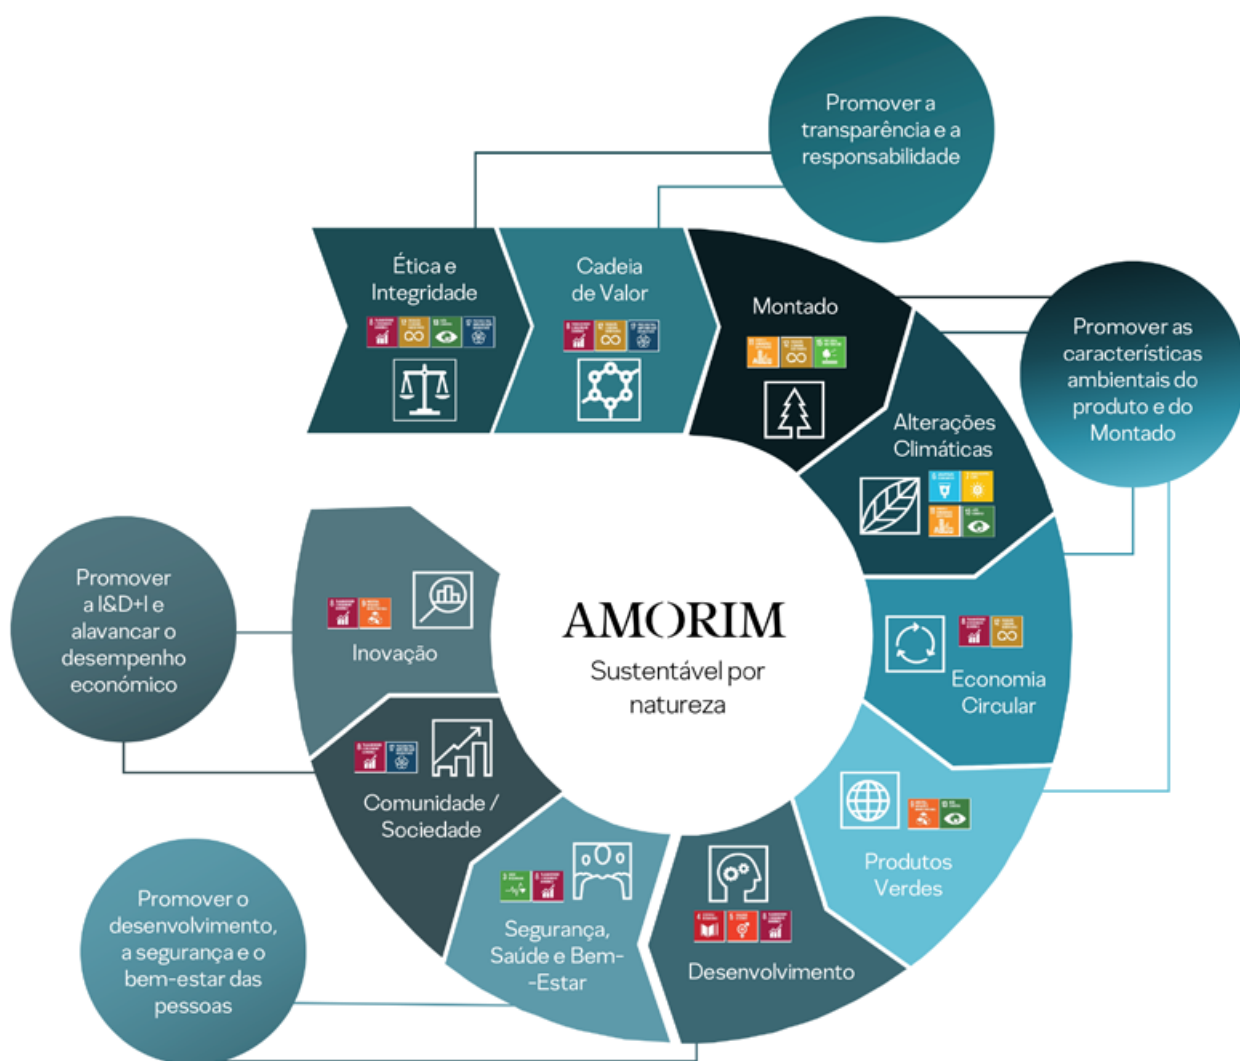 Promover a
transparência e a
responsabilidade
Ética e
Integridade
Cadeia
de Valor
Montado
Promover as
características
ambientais do
produto e do
Montado
Alterações
Climáticas
Economia
Circular
Produtos
Verdes
Desenvolvimento
Segurança,
Saúde e Bem-
-Estar
Comunidade /
Sociedade
Inovação
Promover
a I&D+I e
alavancar o
desempenho
económico
Promover o
desenvolvimento,
a segurança e o
bem-estar das
pessoas
AMORIM
Sustentável por
natureza